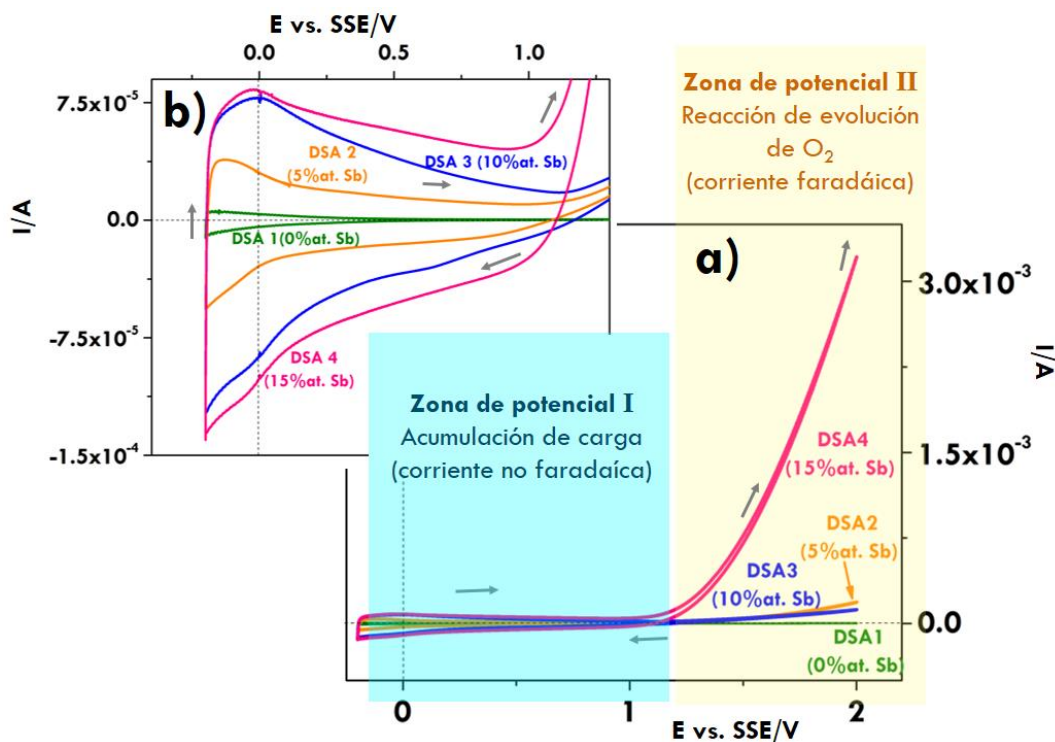 E vs. SSE/V
0.0
0.5
1.0
7.5x10⁻⁵
0.0
-7.5x10⁻⁵
-1.5x10⁻⁴
I/A
b)
DSA 2
(5%at. Sb)
DSA 3 (10%at. Sb)
DSA 1(0%at. Sb)
DSA 4
(15%at. Sb)
Zona de potencial II
Reacción de evolución
de O₂
(corriente faradáica)
a)
Zona de potencial I
Acumulación de carga
(corriente no faradaíca)
3.0x10⁻³
1.5x10⁻³
0.0
I/A
DSA4
(15%at. Sb)
DSA2
(5%at. Sb)
DSA3
(10%at. Sb)
DSA1
(0%at. Sb)
0
1
2
E vs. SSE/V